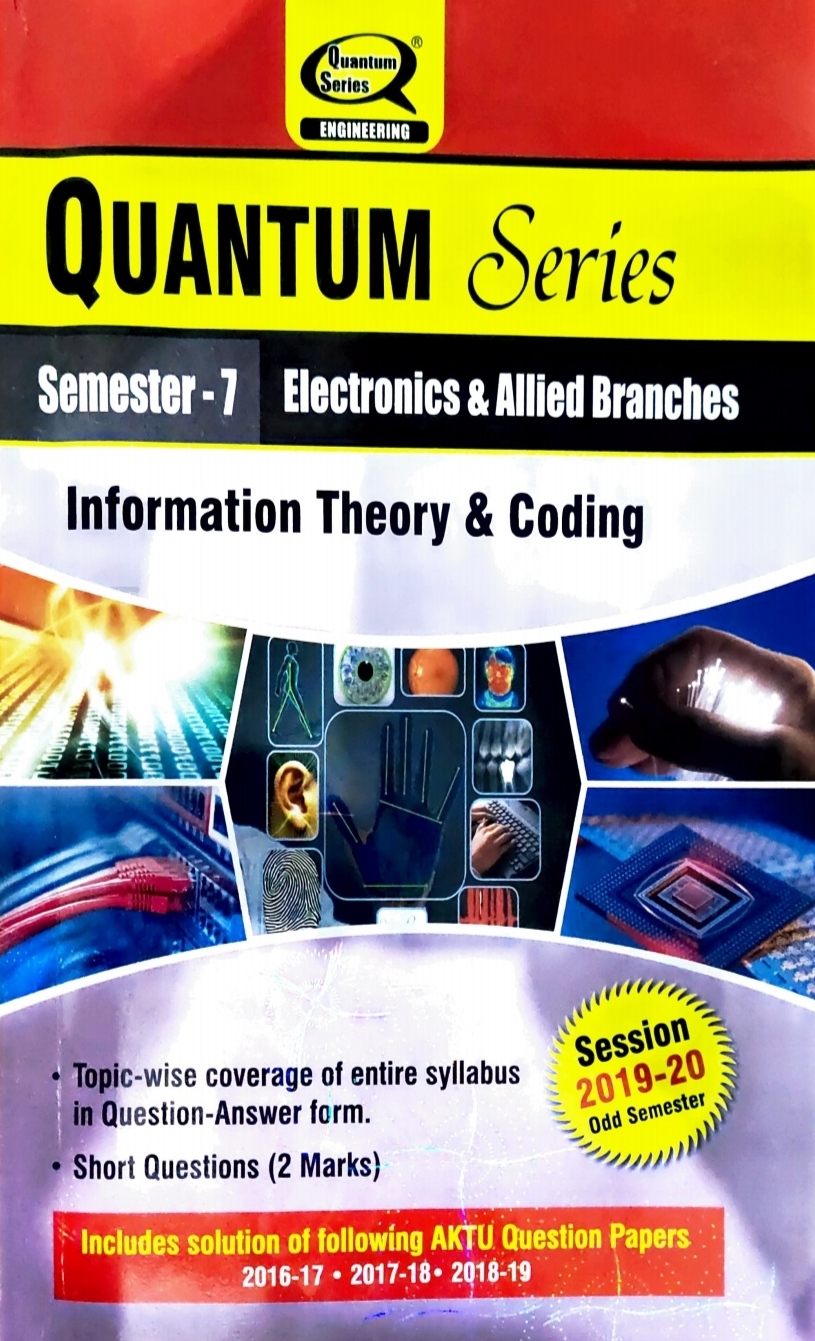 Quantum
Series
®
ENGINEERING
QUANTUM Series
Semester - 7 Electronics & Allied Branches
Information Theory & Coding
Session
2019-20
Odd Semester
• Topic-wise coverage of entire syllabus
in Question-Answer form.
• Short Questions (2 Marks)
Includes solution of following AKTU Question Papers
2016-17 • 2017-18 • 2018-19